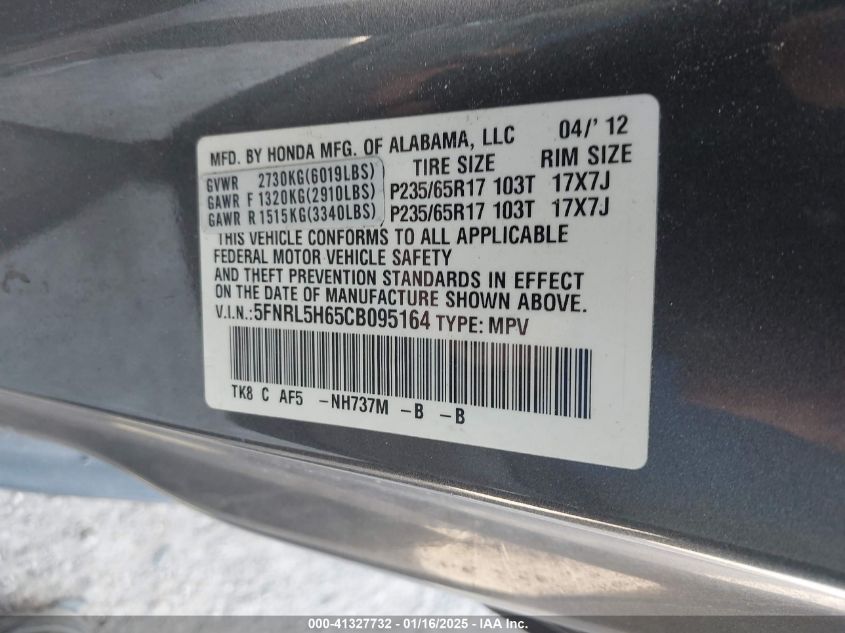 MFD. BY HONDA MFG. OF ALABAMA, LLC 04/' 12
GVWR 2730KG(6019LBS) TIRE SIZE RIM SIZE
GAWR F 1320KG(2910LBS) P235/65R17 103T 17X7J
GAWR R 1515KG(3340LBS) P235/65R17 103T 17X7J
THIS VEHICLE CONFORMS TO ALL APPLICABLE
FEDERAL MOTOR VEHICLE SAFETY
AND THEFT PREVENTION STANDARDS IN EFFECT
ON THE DATE OF MANUFACTURE SHOWN ABOVE.
V.I.N.:5FNRL5H65CB095164 TYPE: MPV
TK8 C AF5 -NH737M -B -B
000-41327732 - 01/16/2025 - IAA Inc.